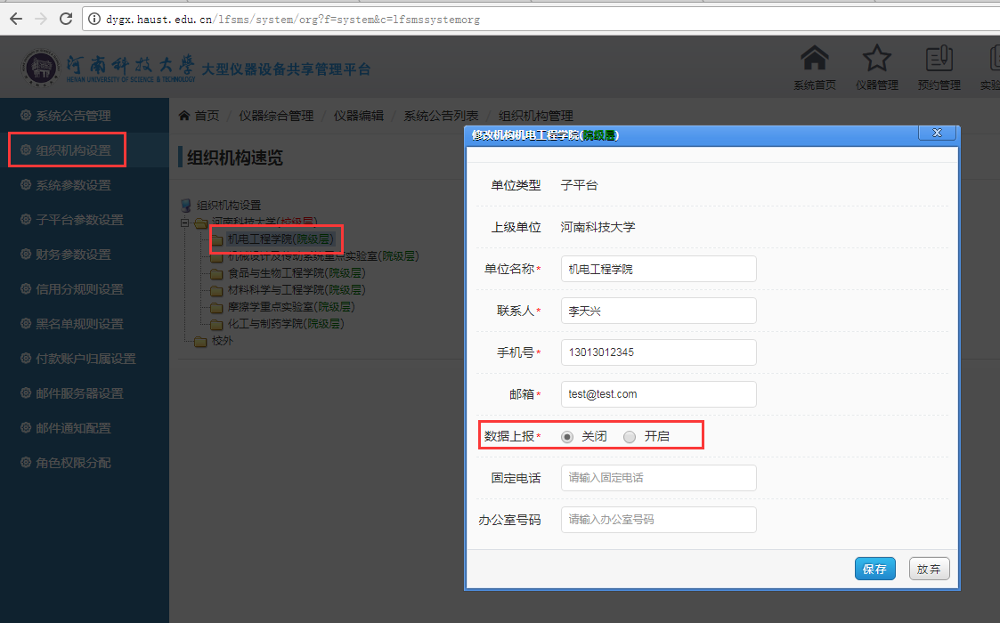 dygx.haust.edu.cn/lfsms/system/org?f=system&c=lfsmssystemorg
河南科技大学 大型仪器设备共享管理平台
HENAN UNIVERSITY OF SCIENCE & TECHNOLOGY
系统首页 仪器管理 预约管理 实验
系统公告管理
组织机构设置
系统参数设置
子平台参数设置
财务参数设置
信用分规则设置
黑名单规则设置
付款账户归属设置
邮件服务器设置
邮件通知配置
角色权限分配
首页 / 仪器综合管理 / 仪器编辑 / 系统公告列表 / 组织机构管理
组织机构速览
组织机构设置
河南科技大学(校级层)
机电工程学院(院级层)
机械设计及传动系统重点实验室(院级层)
食品与生物工程学院(院级层)
材料科学与工程学院(院级层)
摩擦学重点实验室(院级层)
化工与制药学院(院级层)
校外
修改机构机电工程学院(院级层)
X
单位类型 子平台
上级单位 河南科技大学
单位名称* 机电工程学院
联系人* 李天兴
手机号* 13013012345
邮箱* test@test.com
数据上报* 关闭 开启
固定电话 请输入固定电话
办公室号码 请输入办公室号码
保存 放弃